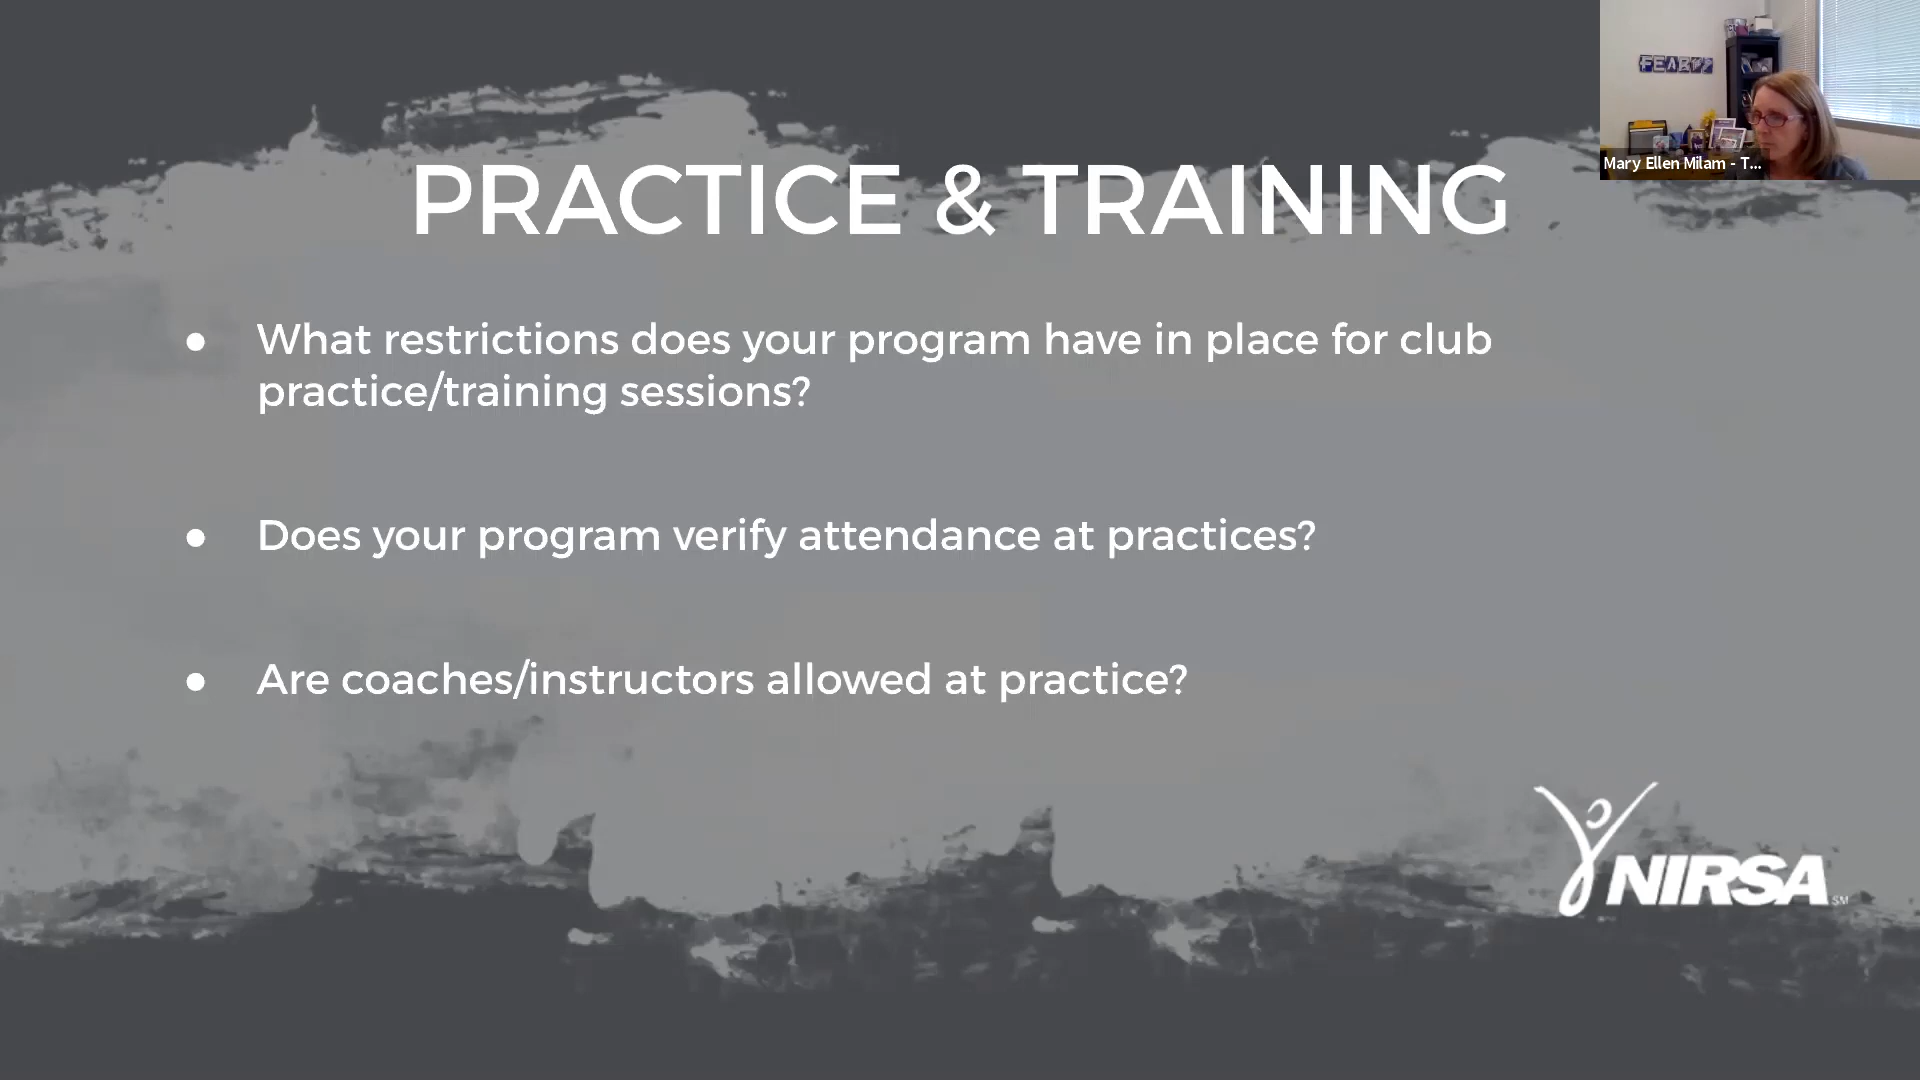 Mary Ellen Milam - T...
PRACTICE & TRAINING
● What restrictions does your program have in place for club
practice/training sessions?
● Does your program verify attendance at practices?
● Are coaches/instructors allowed at practice?
NIRSA
SM